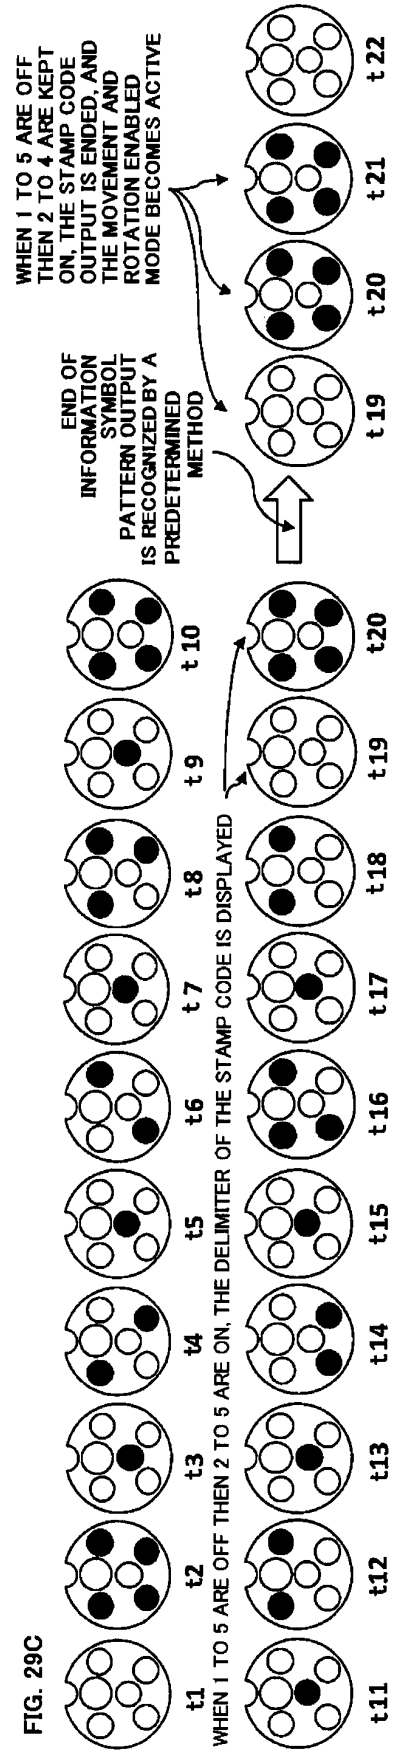 FIG. 29C
t1 t2 t3 t4 t5 t6 t7 t8 t9 t10
WHEN 1 TO 5 ARE OFF THEN 2 TO 5 ARE ON, THE DELIMITER OF THE STAMP CODE IS DISPLAYED
t11 t12 t13 t14 t15 t16 t17 t18 t19 t20
END OF
INFORMATION
SYMBOL
PATTERN OUTPUT
IS RECOGNIZED BY A
PREDETERMINED
METHOD
WHEN 1 TO 5 ARE OFF
THEN 2 TO 4 ARE KEPT
ON, THE STAMP CODE
OUTPUT IS ENDED, AND
THE MOVEMENT AND
ROTATION ENABLED
MODE BECOMES ACTIVE
t19 t20 t21 t22